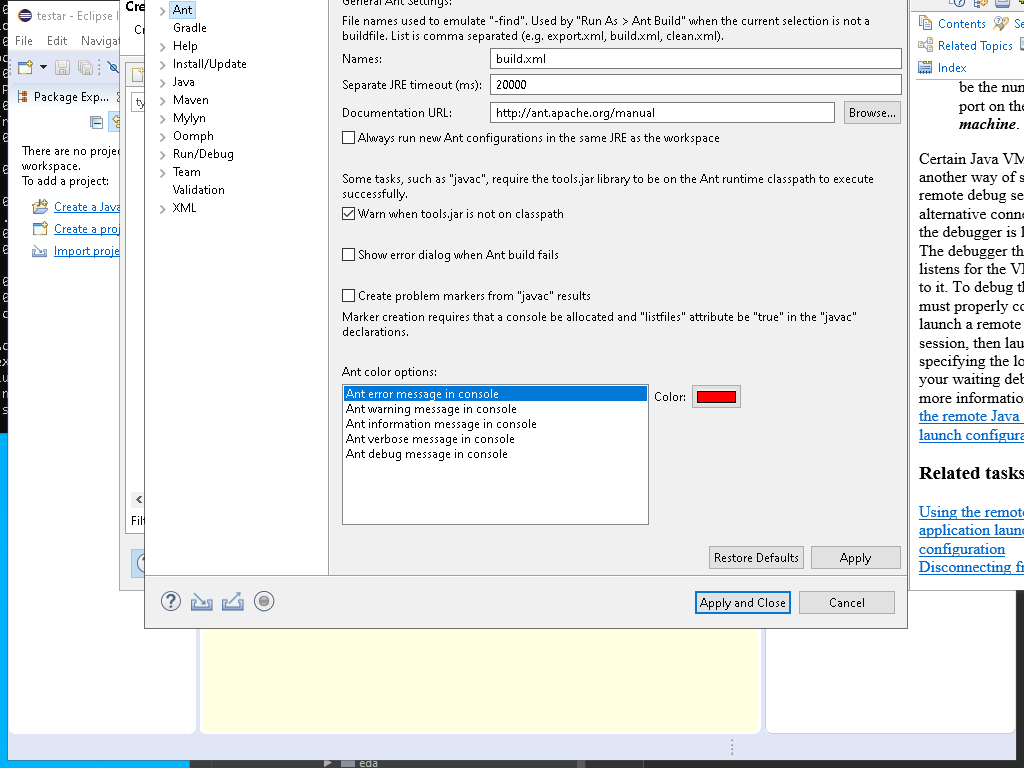 testar - Eclipse I
File Edit Navigat
Package Exp...
There are no projec
workspace.
To add a project:
Create a Java
Create a proj
Import proje
Cre
Cr
ty
Filt
Ant
Gradle
Help
Install/Update
Java
Maven
Mylyn
Oomph
Run/Debug
Team
Validation
XML
General Ant Settings:
File names used to emulate "-find". Used by "Run As > Ant Build" when the current selection is not a
buildfile. List is comma separated (e.g. export.xml, build.xml, clean.xml).
Names: build.xml
Separate JRE timeout (ms): 20000
Documentation URL: http://ant.apache.org/manual Browse...
Always run new Ant configurations in the same JRE as the workspace
Some tasks, such as "javac", require the tools.jar library to be on the Ant runtime classpath to execute
successfully.
Warn when tools.jar is not on classpath
Show error dialog when Ant build fails
Create problem markers from "javac" results
Marker creation requires that a console be allocated and "listfiles" attribute be "true" in the "javac"
declarations.
Ant color options:
Ant error message in console
Ant warning message in console
Ant information message in console
Ant verbose message in console
Ant debug message in console
Color:
Restore Defaults Apply
Apply and Close Cancel
Contents Se
Related Topics
Index
be the num
port on the
machine.
Certain Java VM
another way of s
remote debug se
alternative conne
the debugger is l
The debugger th
listens for the VM
to it. To debug th
must properly co
launch a remote
session, then lau
specifying the lo
your waiting deb
more information
the remote Java
launch configura
Related tasks
Using the remote
application launc
configuration
Disconnecting fr
eda